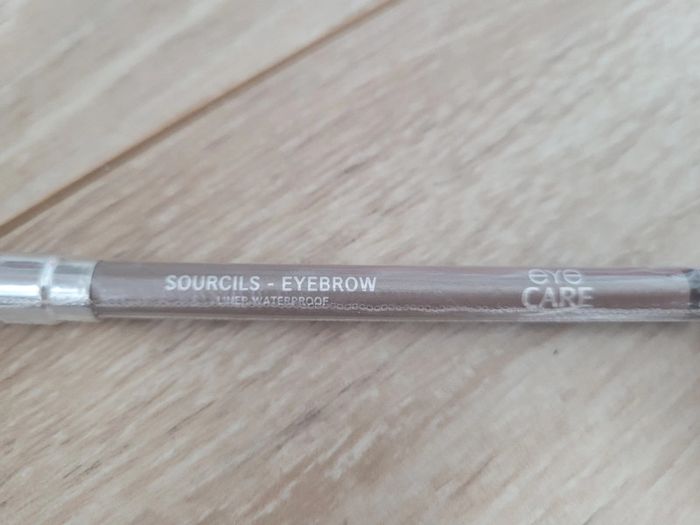 SOURCILS - EYEBROW
LINER WATERPROOF
eye
CARE